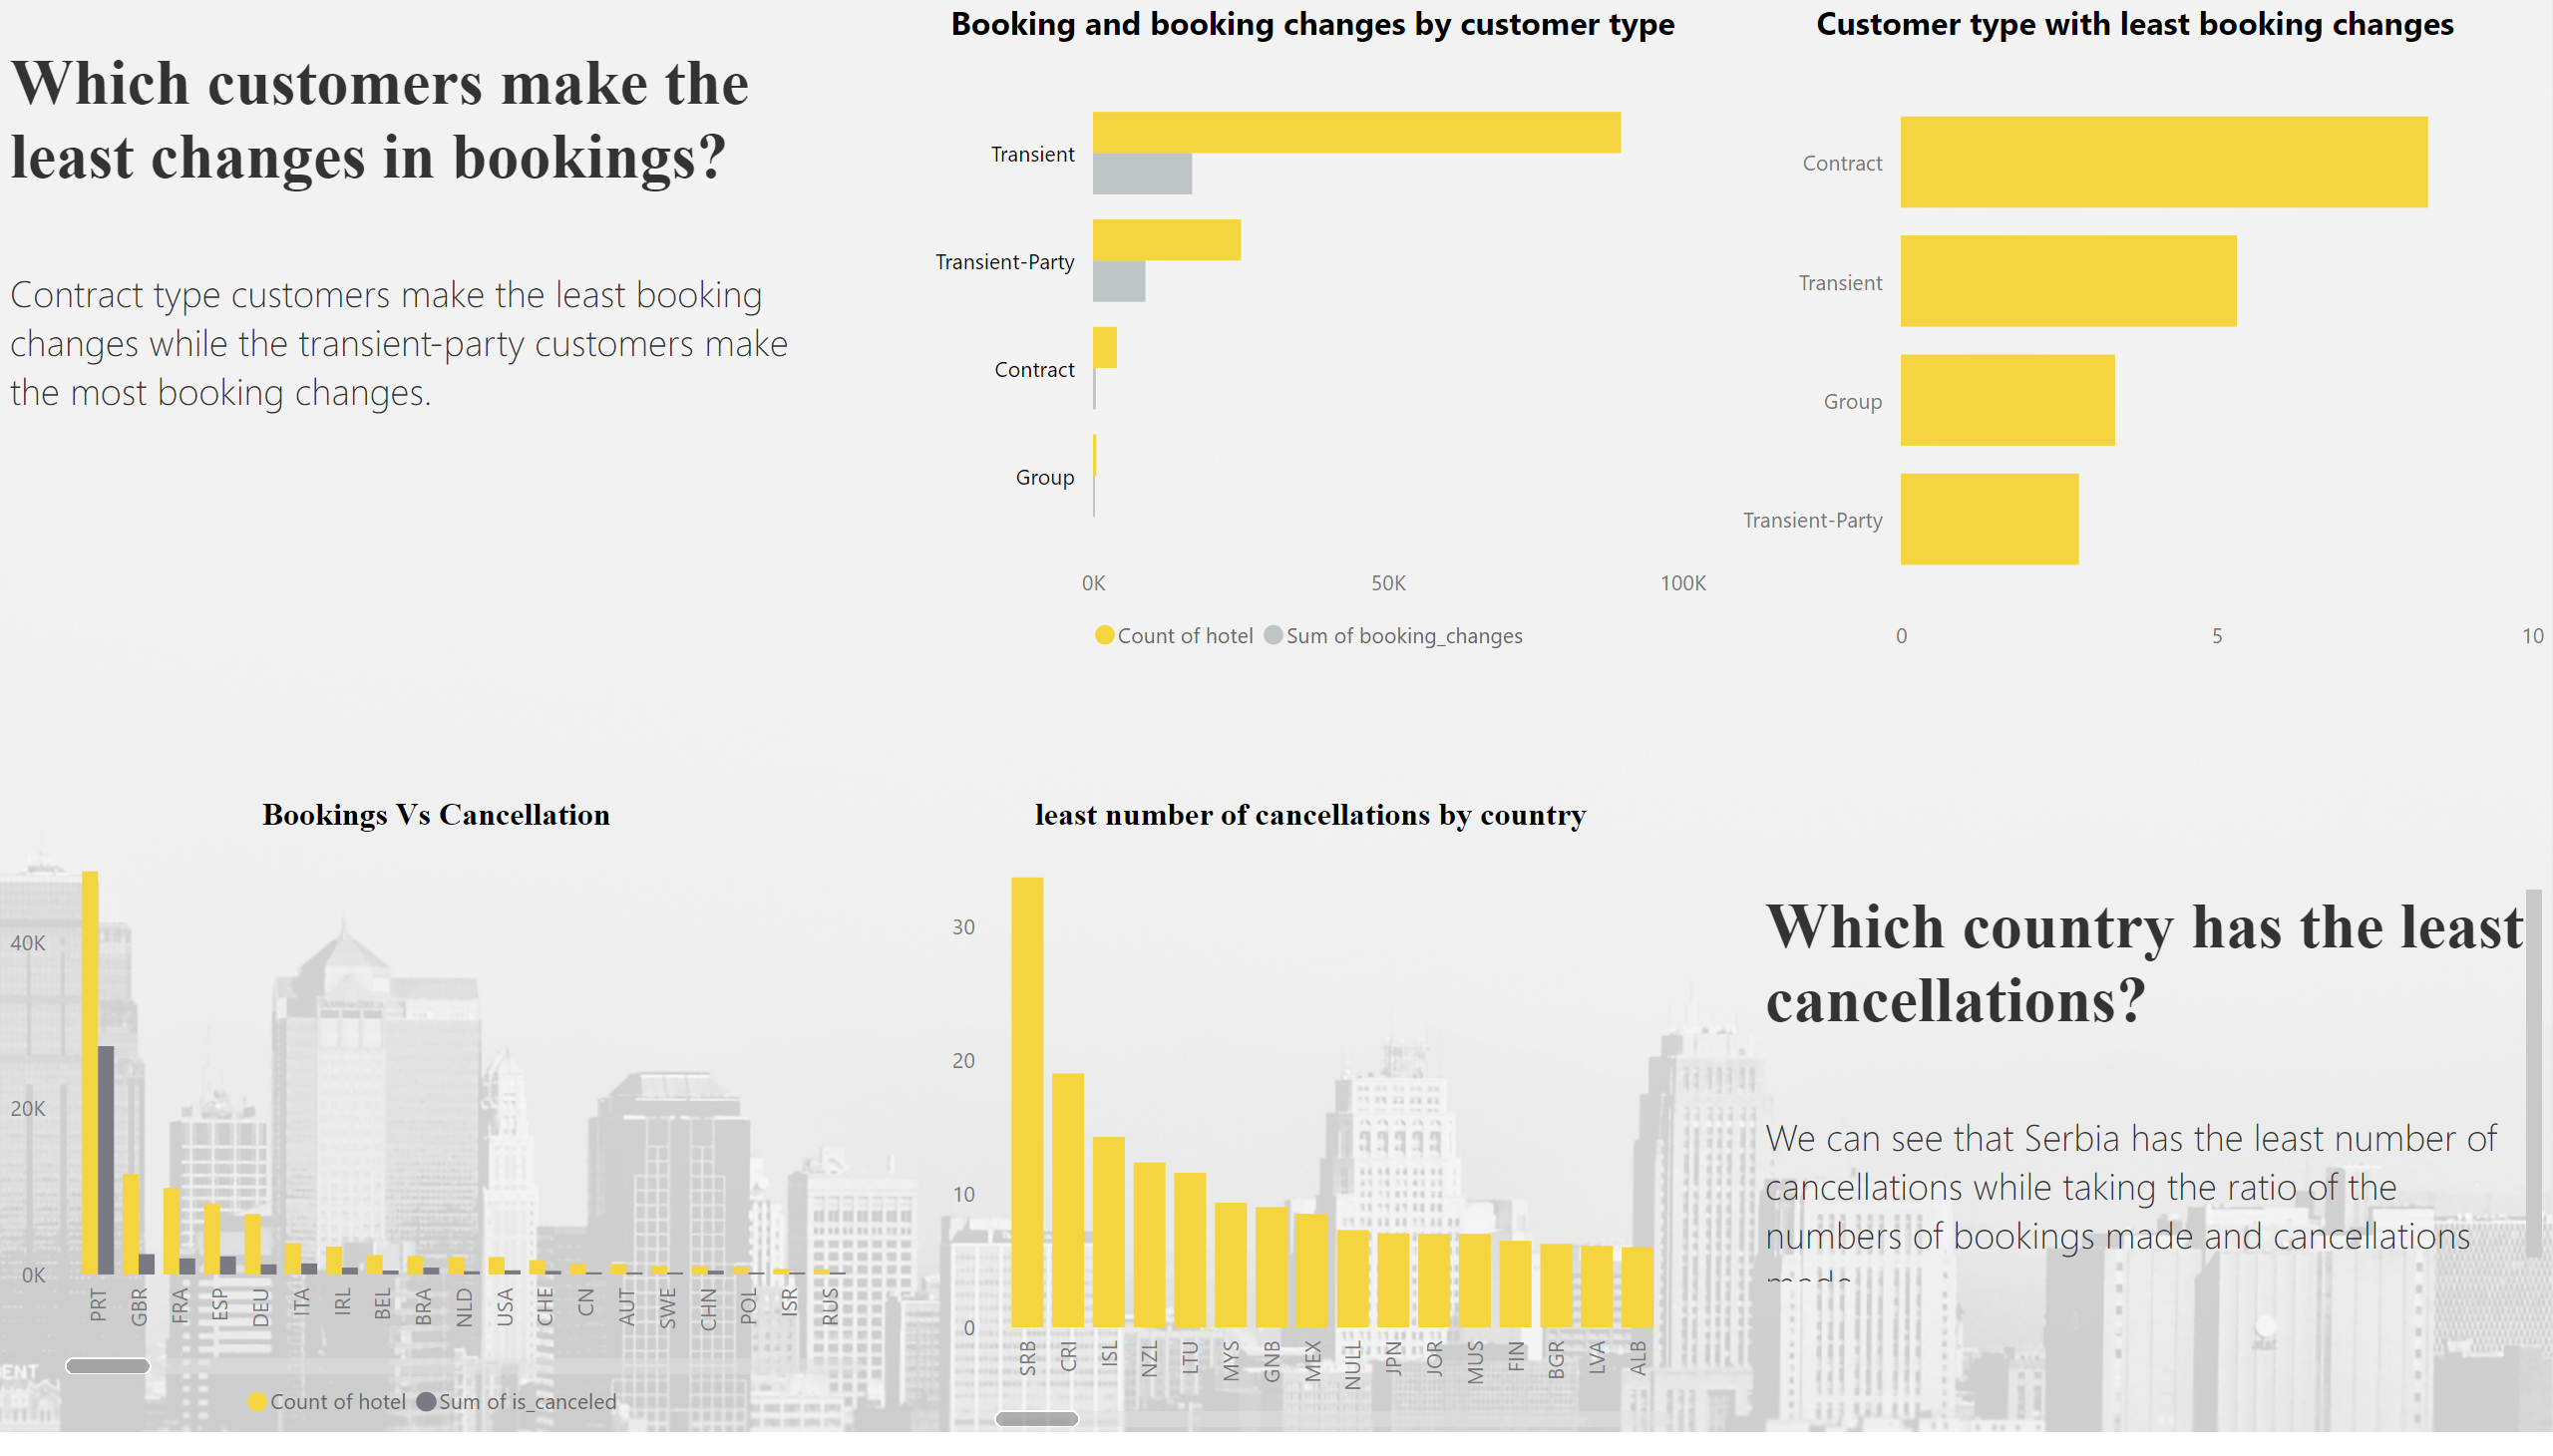 Which customers make the
least changes in bookings?
Contract type customers make the least booking
changes while the transient-party customers make
the most booking changes.
Booking and booking changes by customer type
Transient
Transient-Party
Contract
Group
0K 50K 100K
Count of hotel Sum of booking_changes
Customer type with least booking changes
Contract
Transient
Group
Transient-Party
0 5 10
Bookings Vs Cancellation
40K
20K
0K
PRT GBR FRA ESP DEU ITA IRL BEL BRA NLD USA CHE CN AUT SWE CHN POL ISR RUS
Count of hotel Sum of is_canceled
least number of cancellations by country
30
20
10
0
SRB CRI ISL NZL LTU MYS GNB MEX NULL JPN JOR MUS FIN BGR LVA ALB
Which country has the least
cancellations?
We can see that Serbia has the least number of
cancellations while taking the ratio of the
numbers of bookings made and cancellations